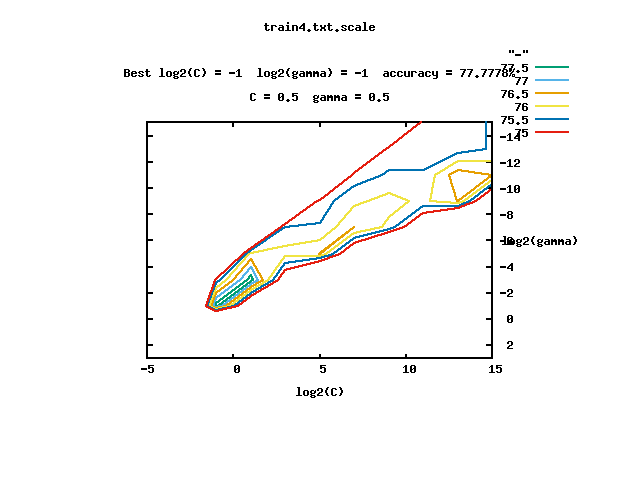 train4.txt.scale
"-"
Best log2(C) = -1  log2(gamma) = -1  accuracy = 77.7778%
C = 0.5  gamma = 0.5
77.5
77
76.5
76
75.5
75
-14
-12
-10
-8
-6
log2(gamma)
-4
-2
0
2
-5 0 5 10 15
log2(C)